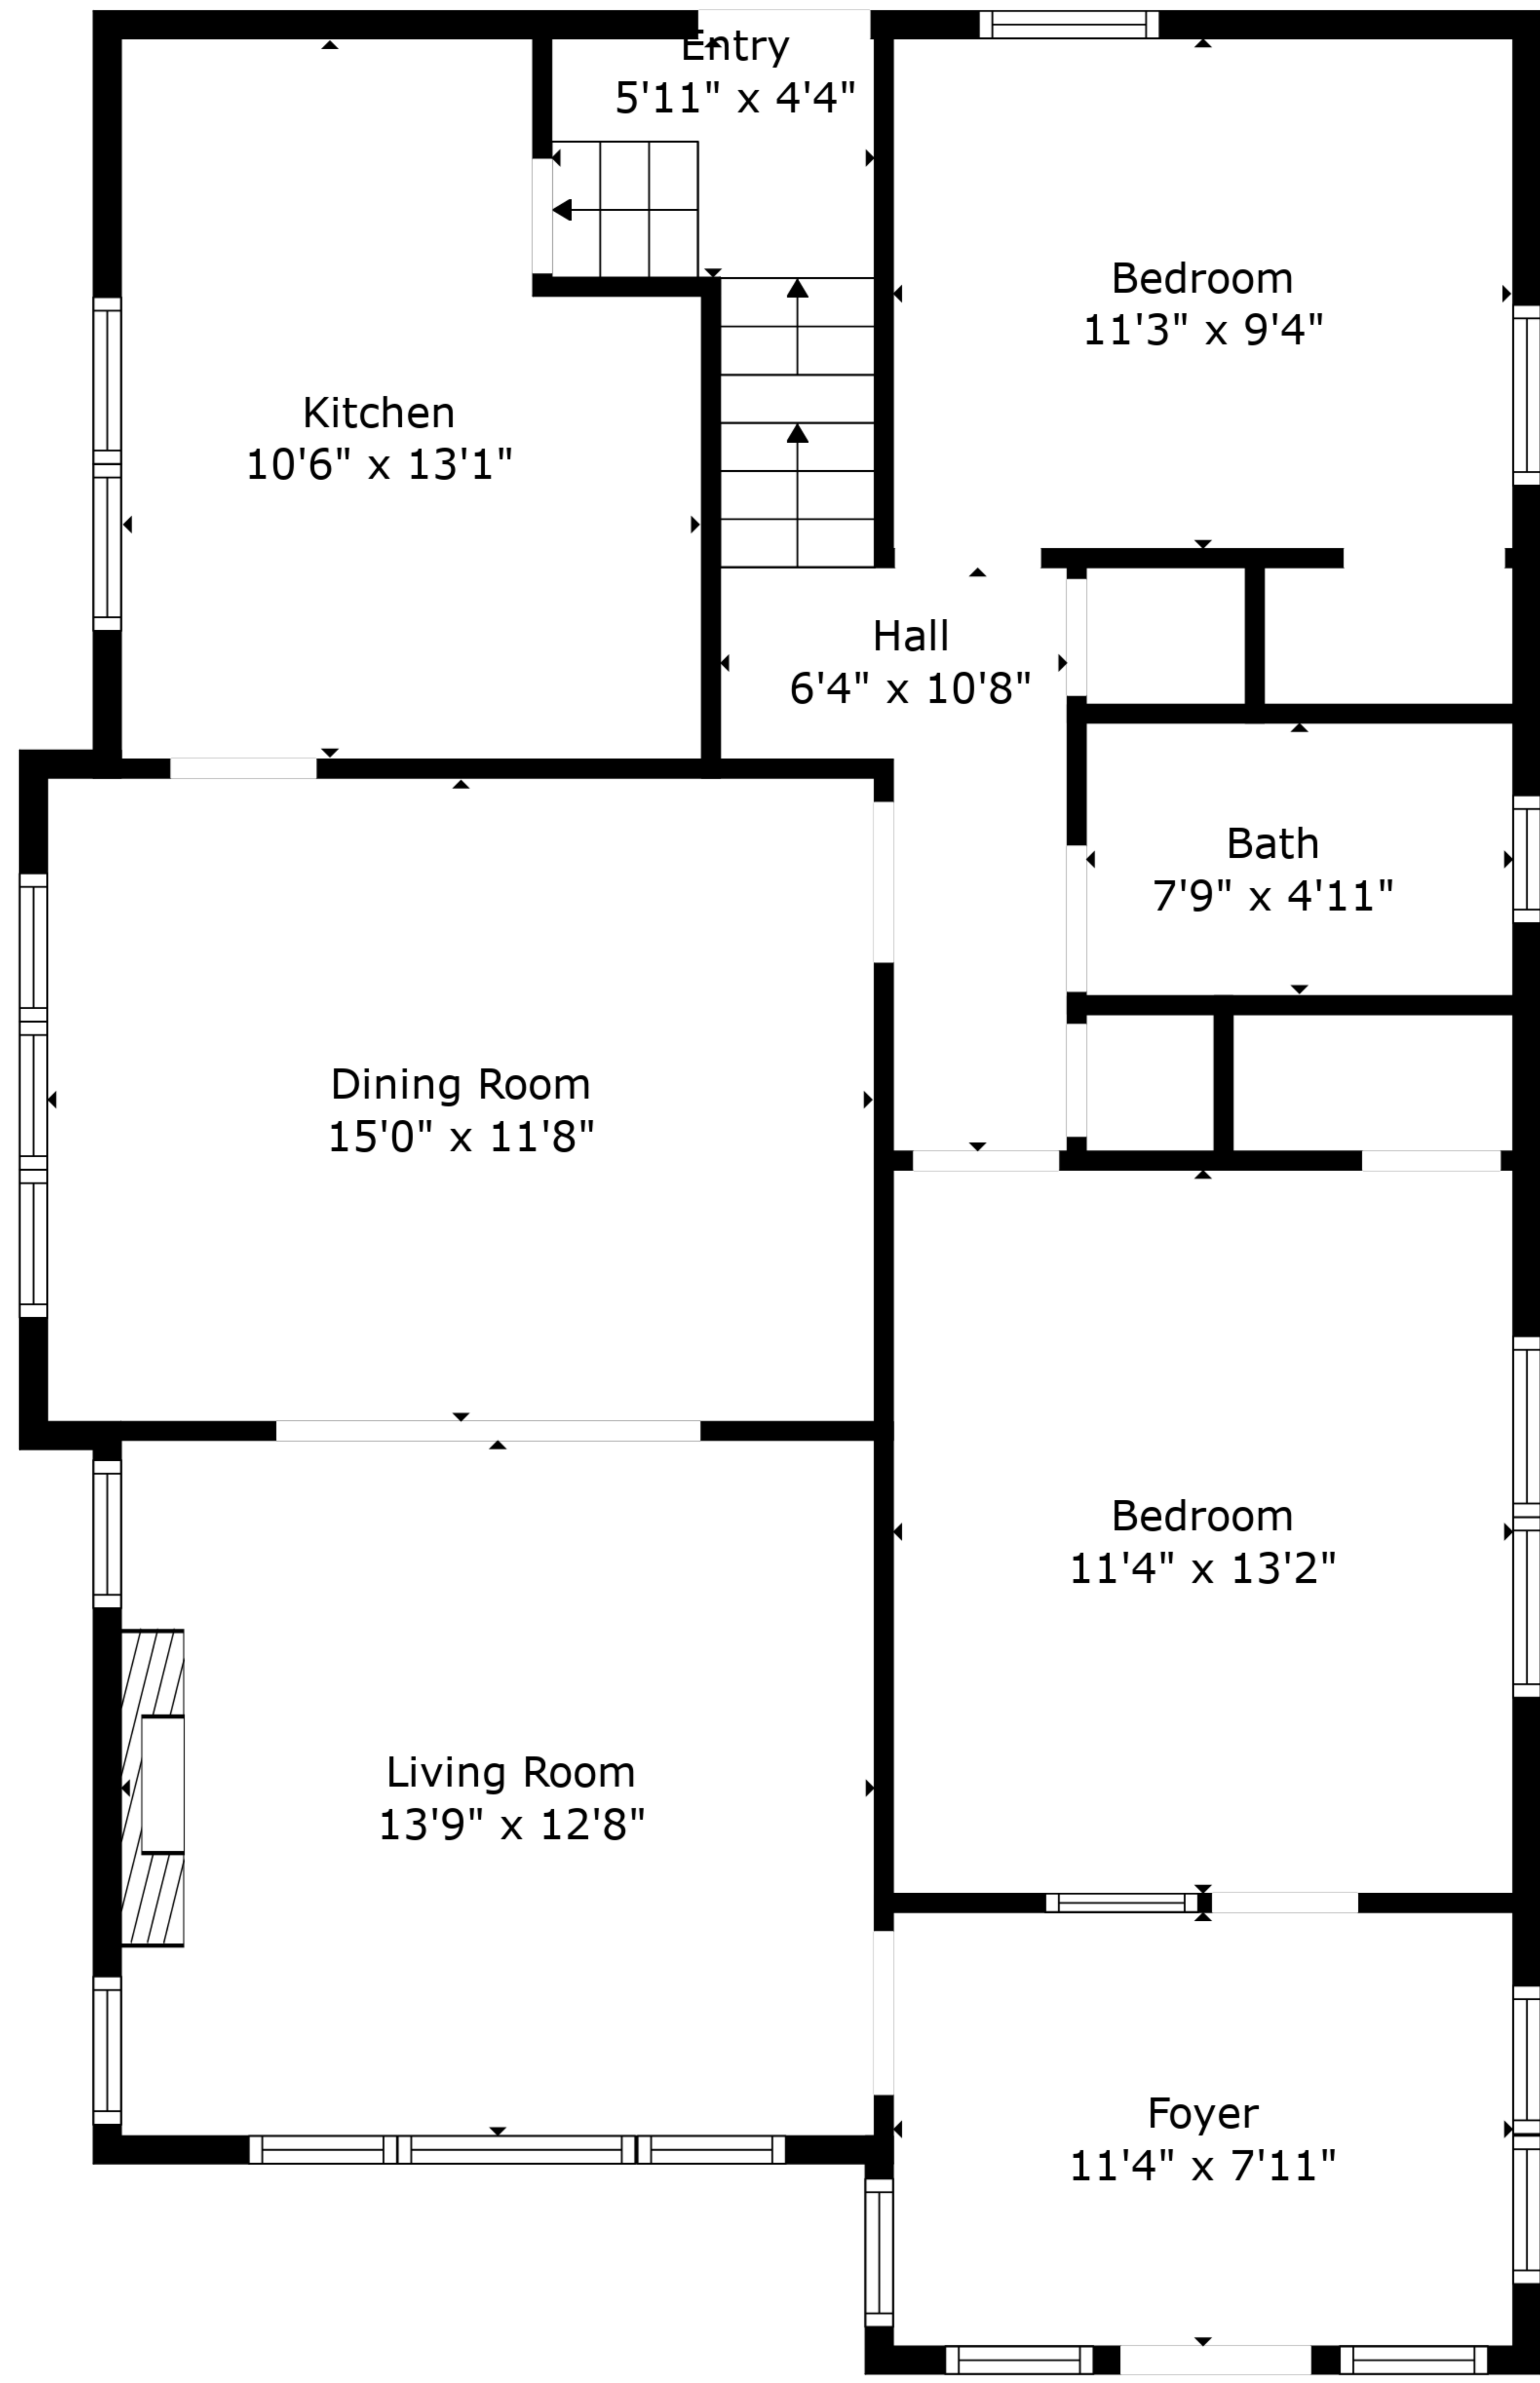 Entry
5'11" x 4'4"
Bedroom
11'3" x 9'4"
Kitchen
10'6" x 13'1"
Hall
6'4" x 10'8"
Bath
7'9" x 4'11"
Dining Room
15'0" x 11'8"
Bedroom
11'4" x 13'2"
Living Room
13'9" x 12'8"
Foyer
11'4" x 7'11"